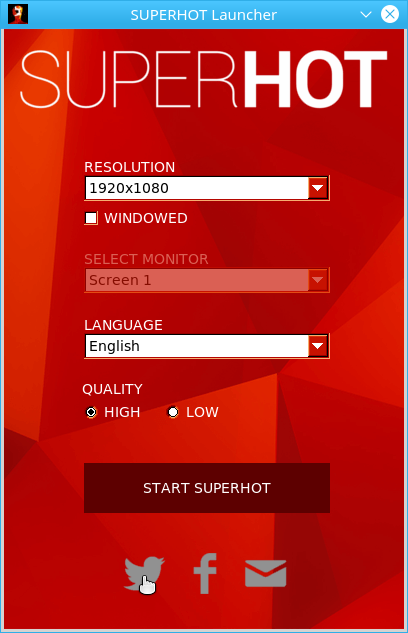 SUPERHOT Launcher
SUPERHOT
RESOLUTION
1920x1080
WINDOWED
SELECT MONITOR
Screen 1
LANGUAGE
English
QUALITY
HIGH LOW
START SUPERHOT